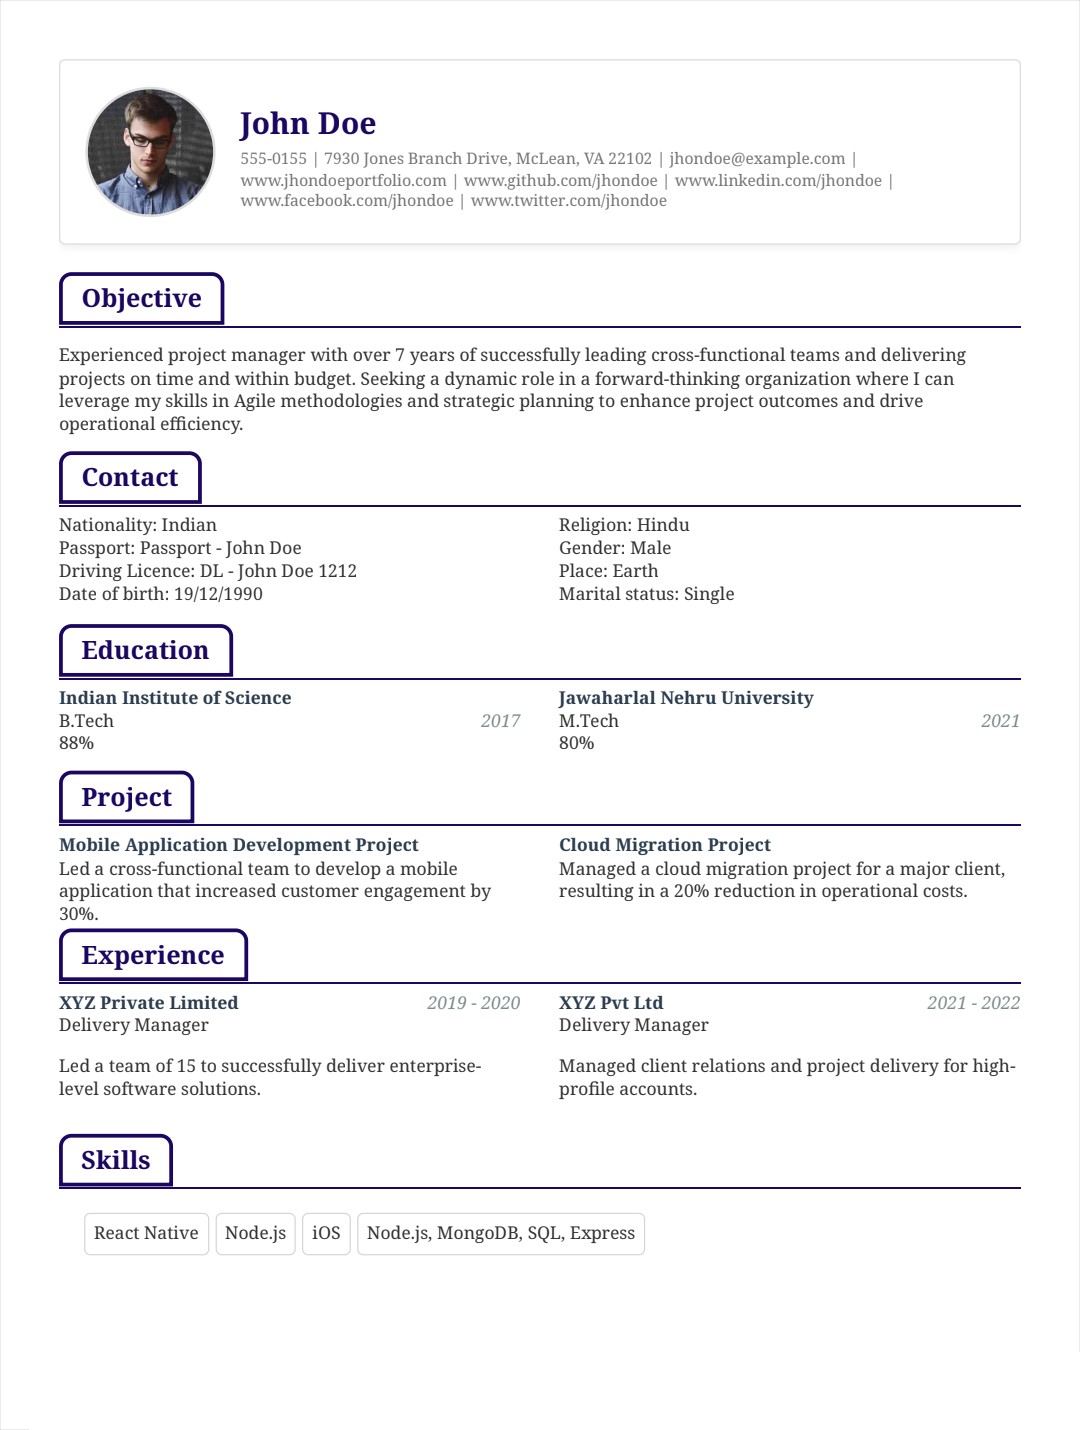 John Doe
555-0155 | 7930 Jones Branch Drive, McLean, VA 22102 | jhondoe@example.com |
www.jhondoeportfolio.com | www.github.com/jhondoe | www.linkedin.com/jhondoe |
www.facebook.com/jhondoe | www.twitter.com/jhondoe
Objective
Experienced project manager with over 7 years of successfully leading cross-functional teams and delivering
projects on time and within budget. Seeking a dynamic role in a forward-thinking organization where I can
leverage my skills in Agile methodologies and strategic planning to enhance project outcomes and drive
operational efficiency.
Contact
Nationality: Indian
Passport: Passport - John Doe
Driving Licence: DL - John Doe 1212
Date of birth: 19/12/1990
Religion: Hindu
Gender: Male
Place: Earth
Marital status: Single
Education
Indian Institute of Science
B.Tech 2017
88%
Jawaharlal Nehru University
M.Tech 2021
80%
Project
Mobile Application Development Project
Led a cross-functional team to develop a mobile
application that increased customer engagement by
30%.
Cloud Migration Project
Managed a cloud migration project for a major client,
resulting in a 20% reduction in operational costs.
Experience
XYZ Private Limited 2019 - 2020
Delivery Manager
Led a team of 15 to successfully deliver enterprise-
level software solutions.
XYZ Pvt Ltd 2021 - 2022
Delivery Manager
Managed client relations and project delivery for high-
profile accounts.
Skills
React Native
Node.js
iOS
Node.js, MongoDB, SQL, Express